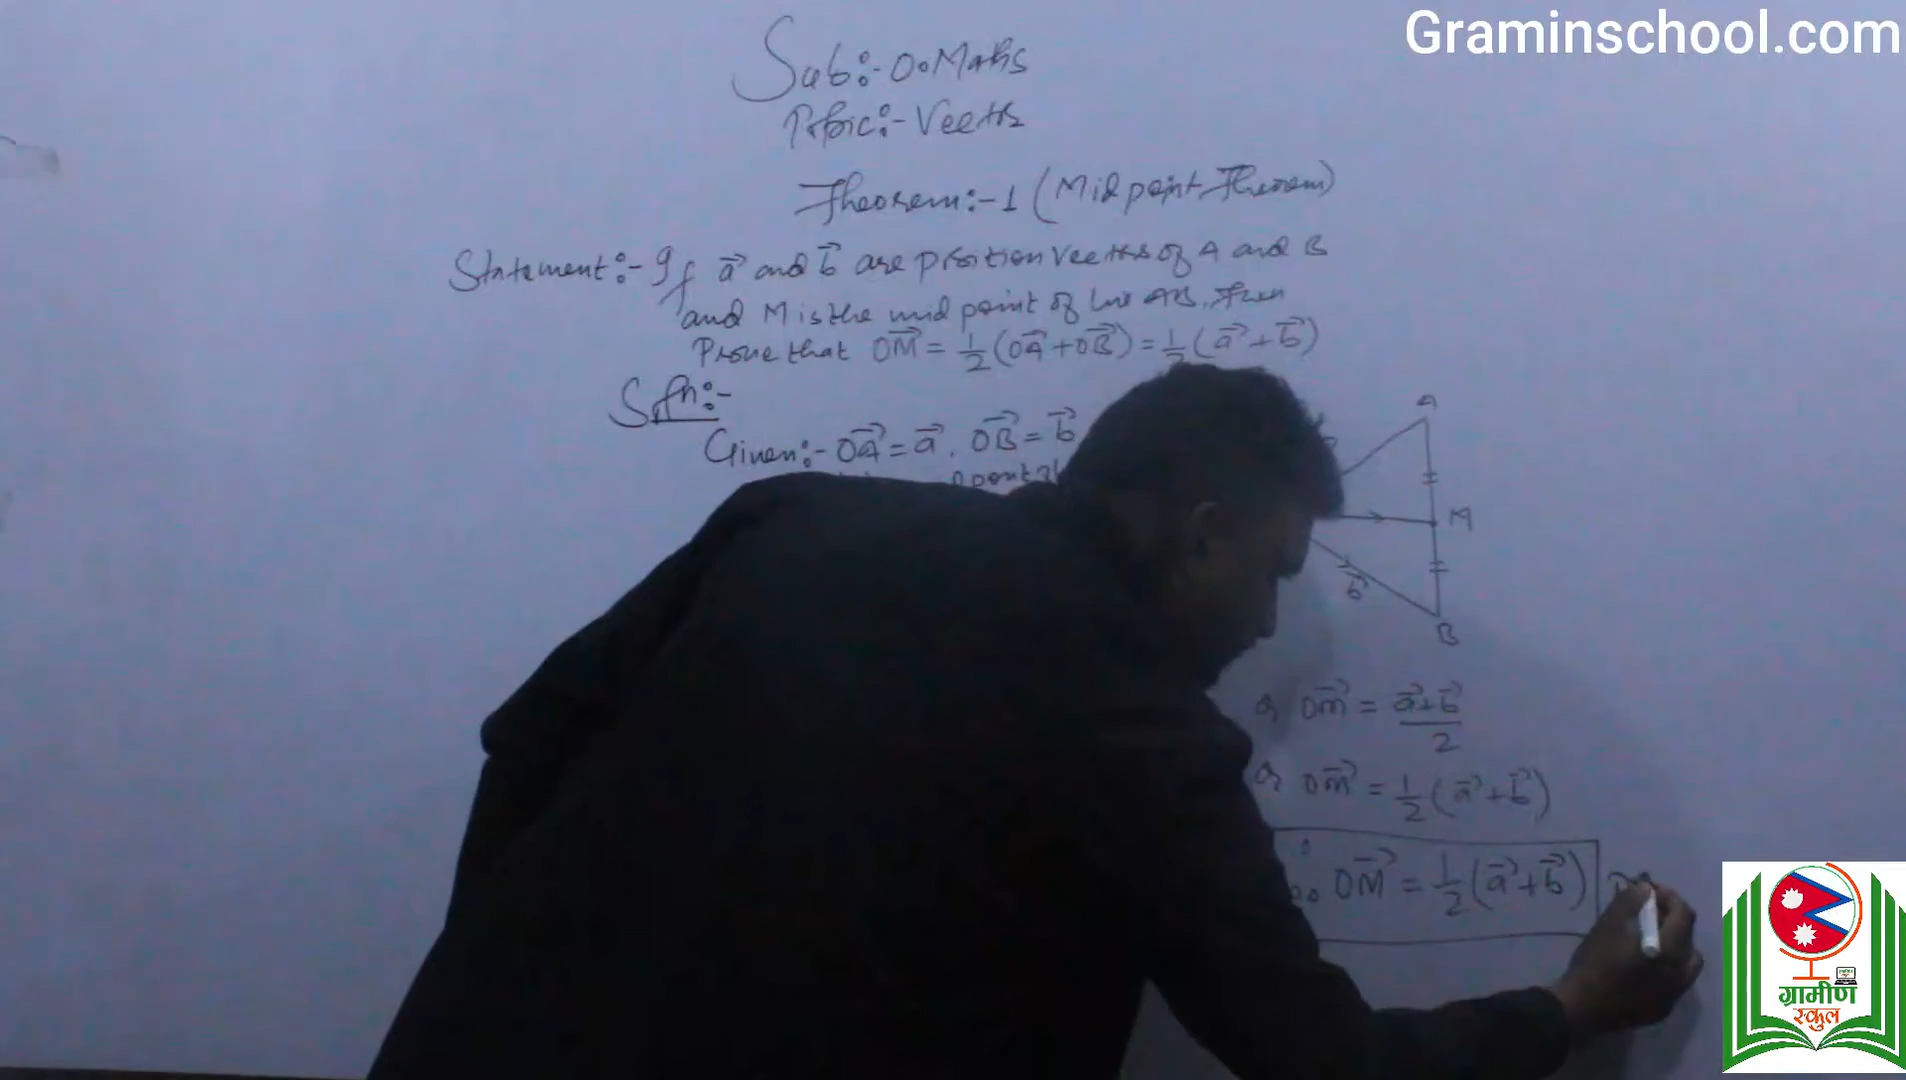 Graminschool.com
Sub:- O.Maths
Topic:- Vectors
Theorem:-1 (Midpoint Theorem)
Statement:- If a⃗ and b⃗ are position vectors of A and B
and M is the mid point of line AB. Then
Prove that OM⃗ = 1/2 (OA⃗ + OB⃗) = 1/2 (a⃗ + b⃗)
Soln:-
Given:- OA⃗ = a⃗, OB⃗ = b⃗
point
A
M
b⃗
B
or OM⃗ = (a⃗ + b⃗)/2
or OM⃗ = 1/2 (a⃗ + b⃗)
∴ OM⃗ = 1/2 (a⃗ + b⃗)
ग्रामीण
स्कुल